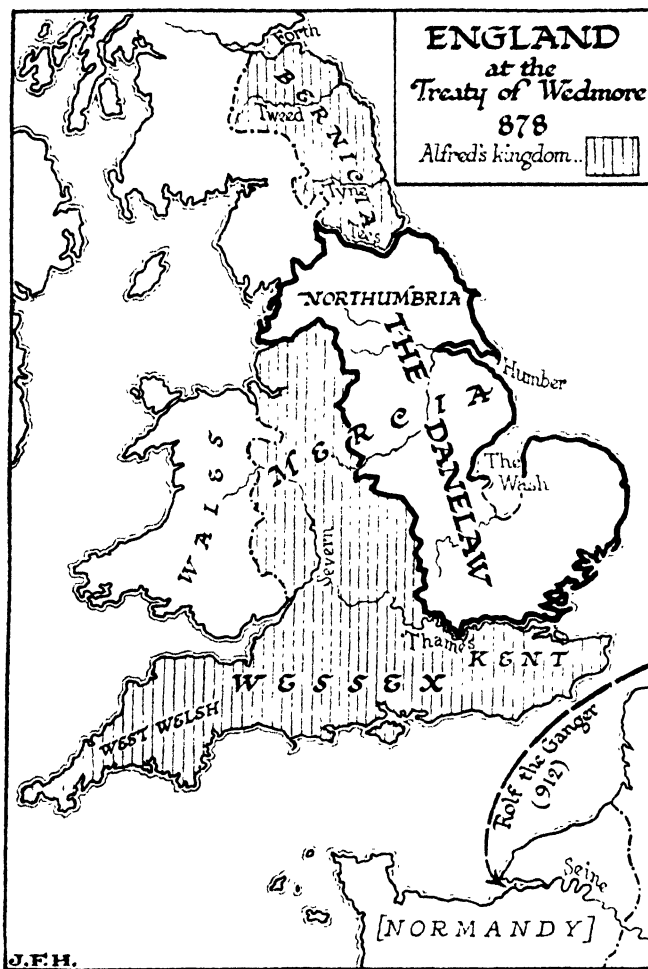 ENGLAND
at the
Treaty of Wedmore
878
Alfred's kingdom..
Forth
BERNICIA
Tweed
Tyne
Tees
NORTHUMBRIA
THE DANELAW
Humber
MERCIA
The
Wash
WALES
Severn
Thames
KENT
WESSEX
WEST WELSH
Rolf the Ganger
(912)
Seine
[NORMANDY]
J.F.H.